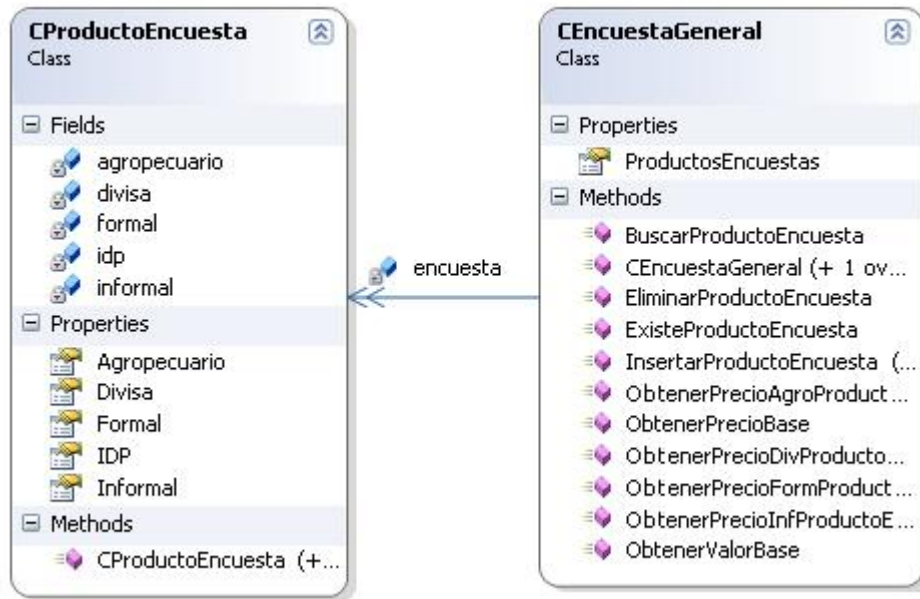 CProductoEncuesta
Class
Fields
agropecuario
divisa
formal
idp
informal
Properties
Agropecuario
Divisa
Formal
IDP
Informal
Methods
CProductoEncuesta (+...
encuesta
CEncuestaGeneral
Class
Properties
ProductosEncuestas
Methods
BuscarProductoEncuesta
CEncuestaGeneral (+ 1 ov...
EliminarProductoEncuesta
ExisteProductoEncuesta
InsertarProductoEncuesta (...
ObtenerPrecioAgroProduct...
ObtenerPrecioBase
ObtenerPrecioDivProducto...
ObtenerPrecioFormProduct...
ObtenerPrecioInfProductoE...
ObtenerValorBase